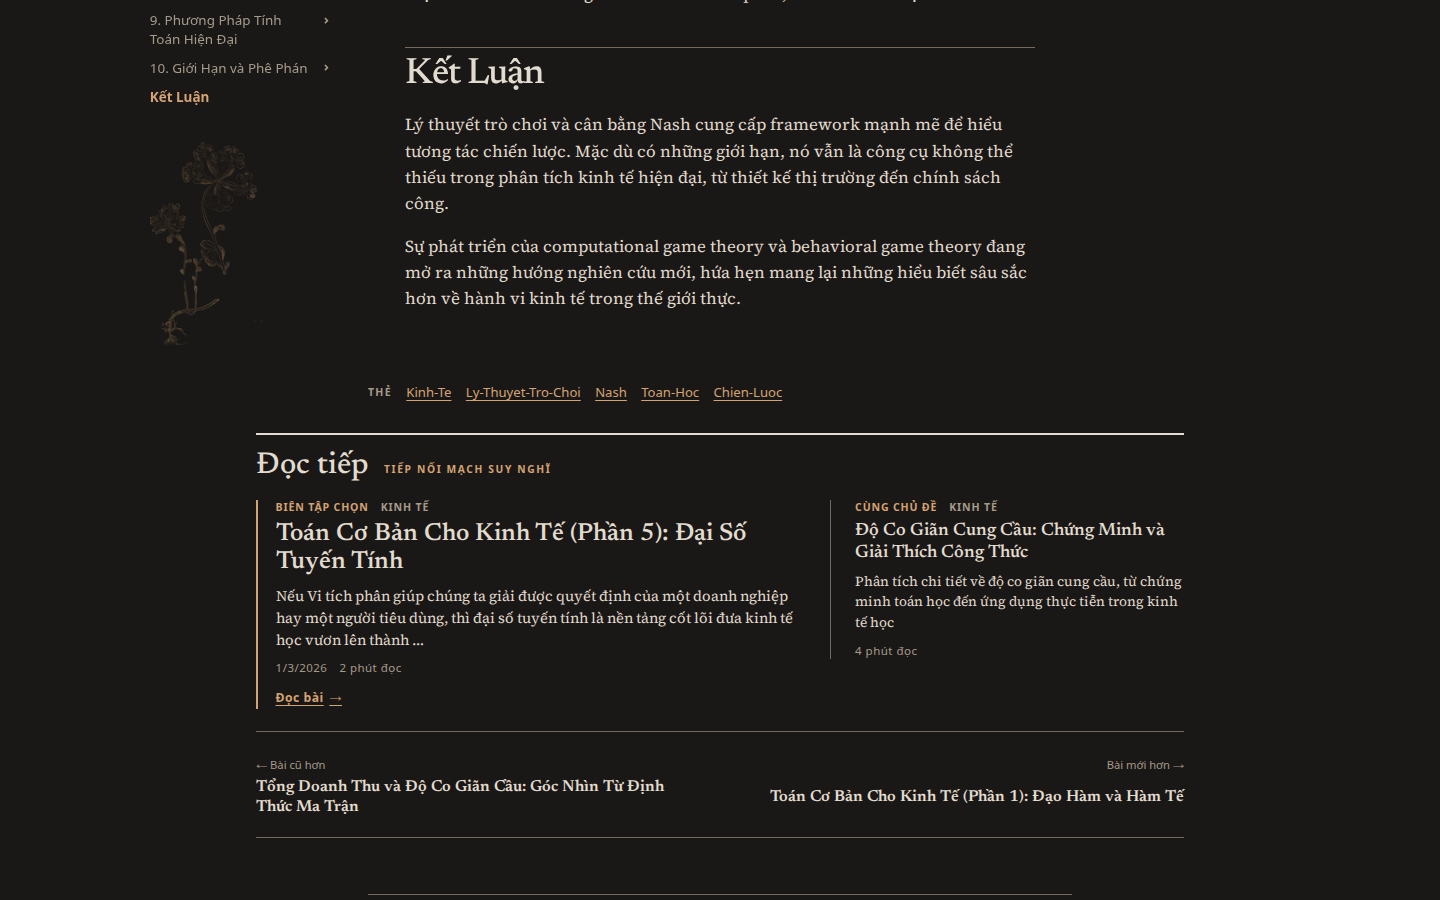 9. Phương Pháp Tính
Toán Hiện Đại
10. Giới Hạn và Phê Phán
Kết Luận
Kết Luận
Lý thuyết trò chơi và cân bằng Nash cung cấp framework mạnh mẽ để hiểu
tương tác chiến lược. Mặc dù có những giới hạn, nó vẫn là công cụ không thể
thiếu trong phân tích kinh tế hiện đại, từ thiết kế thị trường đến chính sách
công.
Sự phát triển của computational game theory và behavioral game theory đang
mở ra những hướng nghiên cứu mới, hứa hẹn mang lại những hiểu biết sâu sắc
hơn về hành vi kinh tế trong thế giới thực.
THẺ Kinh-Te Ly-Thuyet-Tro-Choi Nash Toan-Hoc Chien-Luoc
Đọc tiếp TIẾP NỐI MẠCH SUY NGHĨ
BIÊN TẬP CHỌN KINH TẾ
Toán Cơ Bản Cho Kinh Tế (Phần 5): Đại Số
Tuyến Tính
Nếu Vi tích phân giúp chúng ta giải được quyết định của một doanh nghiệp
hay một người tiêu dùng, thì đại số tuyến tính là nền tảng cốt lõi đưa kinh tế
học vươn lên thành ...
1/3/2026 2 phút đọc
Đọc bài →
CÙNG CHỦ ĐỀ KINH TẾ
Độ Co Giãn Cung Cầu: Chứng Minh và
Giải Thích Công Thức
Phân tích chi tiết về độ co giãn cung cầu, từ chứng
minh toán học đến ứng dụng thực tiễn trong kinh
tế học
4 phút đọc
← Bài cũ hơn
Tổng Doanh Thu và Độ Co Giãn Cầu: Góc Nhìn Từ Định
Thức Ma Trận
Bài mới hơn →
Toán Cơ Bản Cho Kinh Tế (Phần 1): Đạo Hàm và Hàm Tế